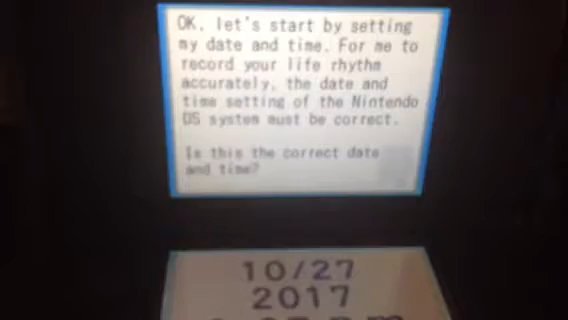 OK, let's start by setting
my date and time. For me to
record your life rhythm
accurately, the date and
time setting of the Nintendo
DS system must be correct.
Is this the correct date
and time?
10/27
2017